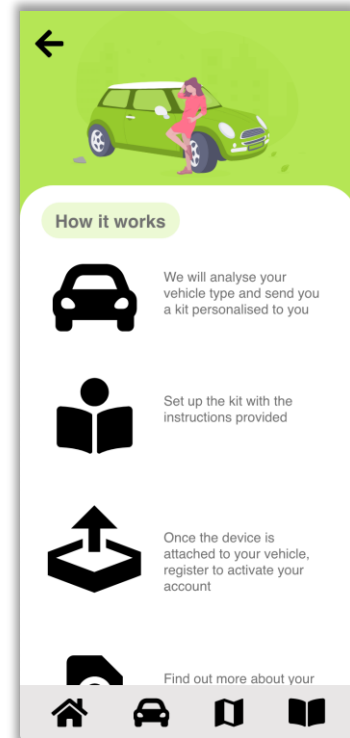 How it works
We will analyse your
vehicle type and send you
a kit personalised to you
Set up the kit with the
instructions provided
Once the device is
attached to your vehicle,
register to activate your
account
Find out more about your